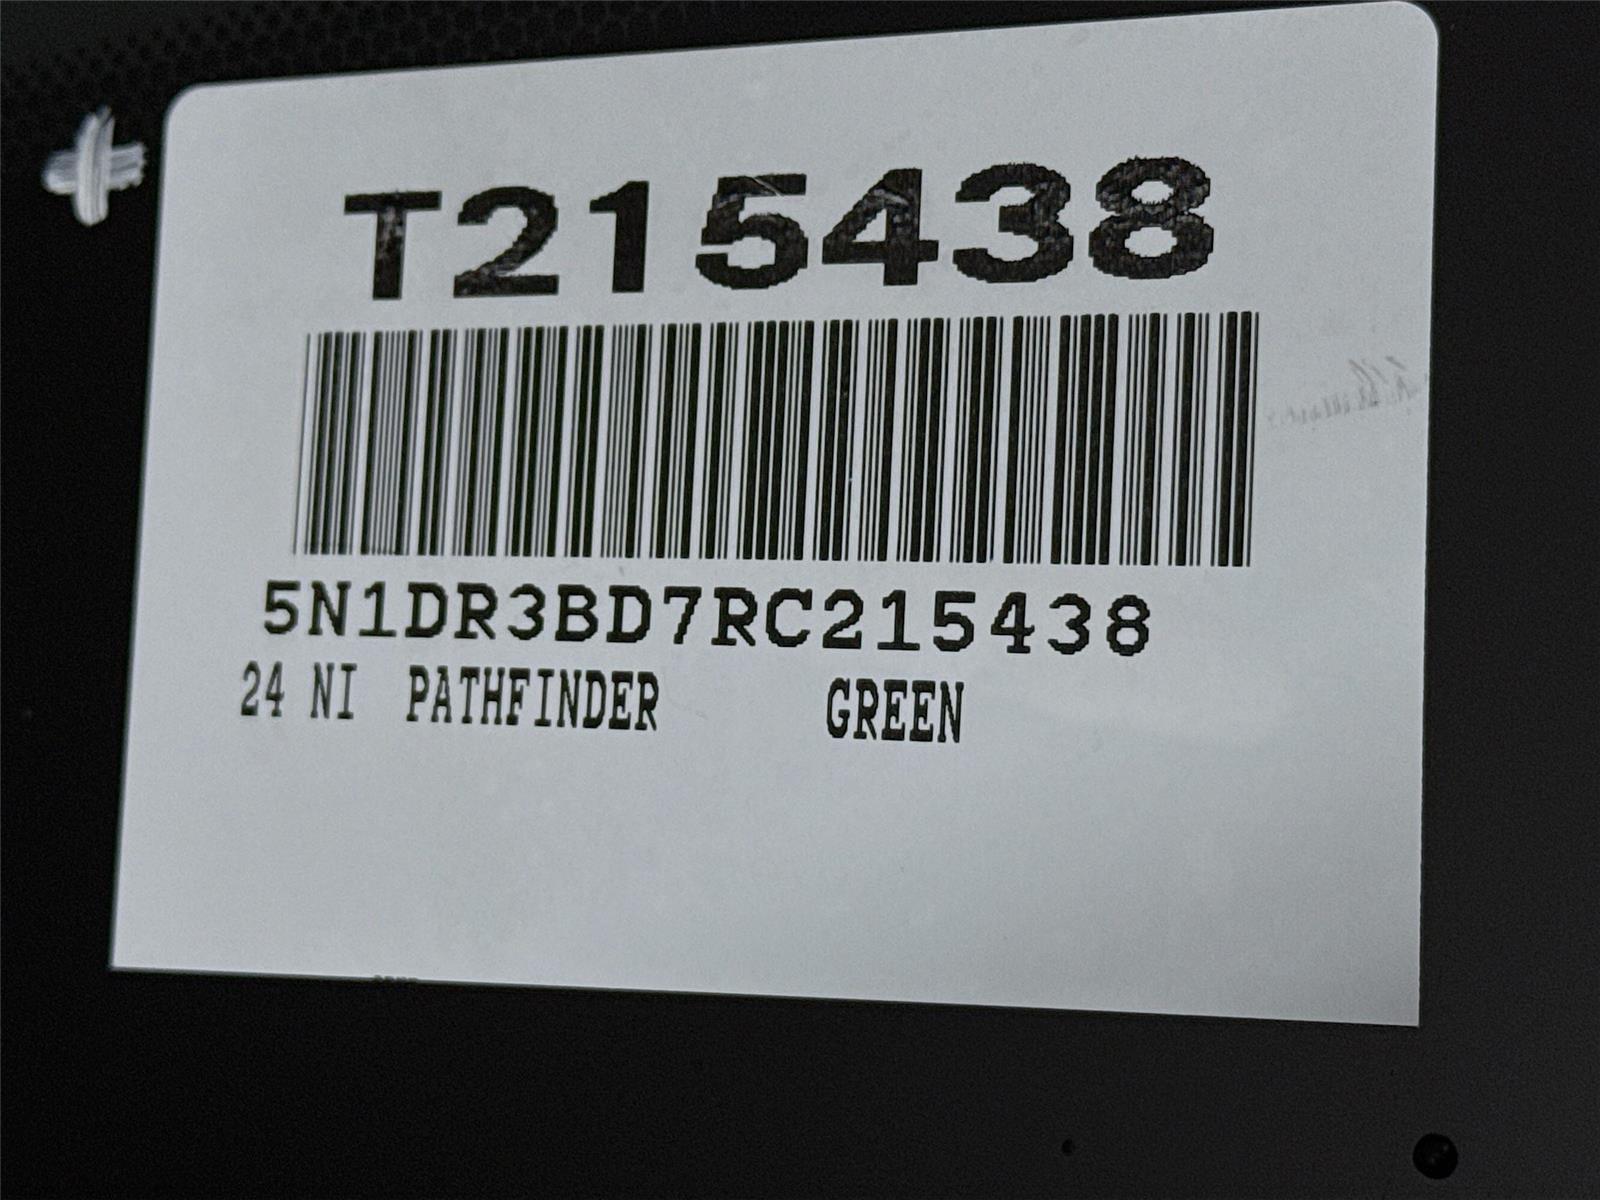 T215438
5N1DR3BD7RC215438
24 NI PATHFINDER GREEN